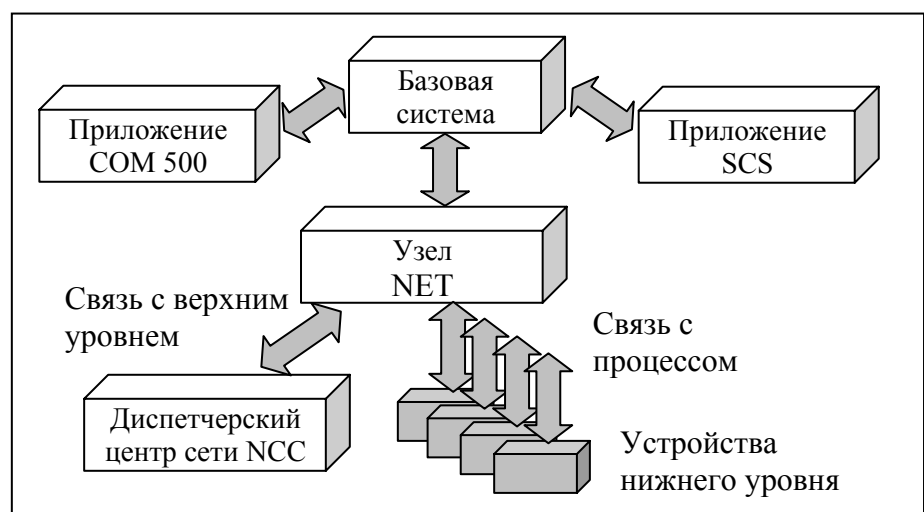 Базовая
система
Приложение
COM 500
Приложение
SCS
Узел
NET
Связь с верхним
уровнем
Связь с
процессом
Диспетчерский
центр сети NCC
Устройства
нижнего уровня